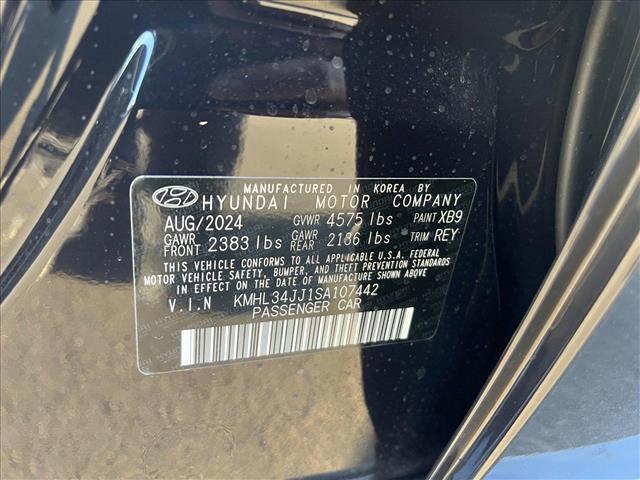 MANUFACTURED IN KOREA BY
HYUNDAI MOTOR COMPANY
AUG/2024 GVWR 4575 lbs PAINT XB9
GAWR FRONT 2383 lbs GAWR REAR 2136 lbs TRIM REY
THIS VEHICLE CONFORMS TO ALL APPLICABLE U.S.A. FEDERAL
MOTOR VEHICLE SAFETY, BUMPER, AND THEFT PREVENTION STANDARDS
IN EFFECT ON THE DATE OF MANUFACTURE SHOWN ABOVE.
V.I.N KMHL34JJ1SA107442
PASSENGER CAR